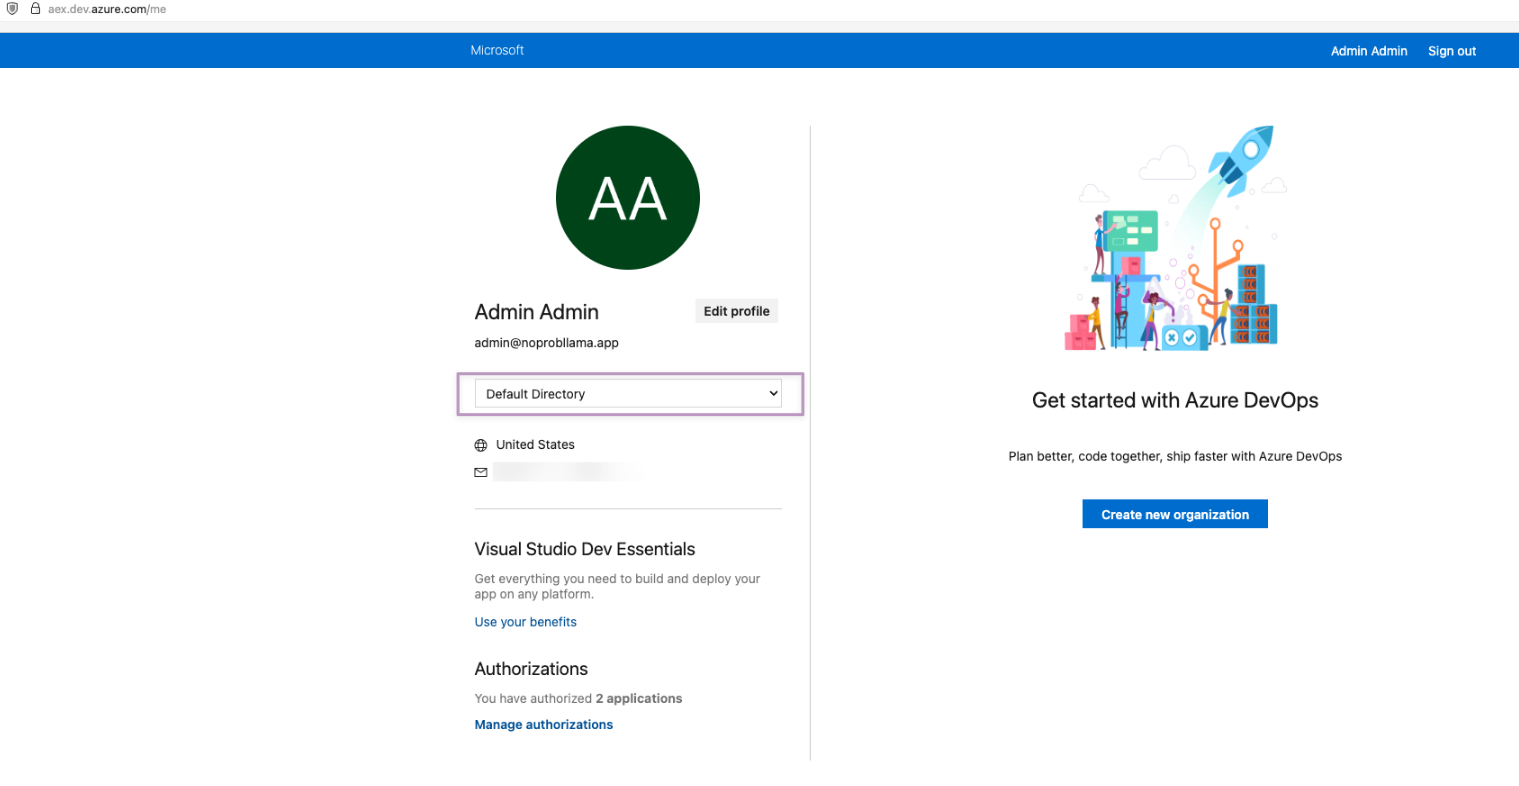 aex.dev.azure.com/me
Microsoft
Admin Admin
Sign out
AA
Admin Admin
Edit profile
admin@noprobllama.app
Default Directory
United States
Visual Studio Dev Essentials
Get everything you need to build and deploy your
app on any platform.
Use your benefits
Authorizations
You have authorized 2 applications
Manage authorizations
Get started with Azure DevOps
Plan better, code together, ship faster with Azure DevOps
Create new organization